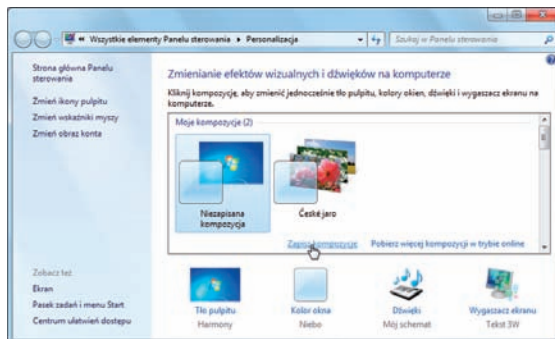 Wszystkie elementy Panelu sterowania ▸ Personalizacja
Szukaj w Panelu sterowania
Strona główna Panelu
sterowania
Zmień ikony pulpitu
Zmień wskaźniki myszy
Zmień obraz konta
Zmienianie efektów wizualnych i dźwięków na komputerze
Kliknij kompozycję, aby zmienić jednocześnie tło pulpitu, kolory okien, dźwięki i wygaszacz ekranu na
komputerze.
Moje kompozycje (2)
Niezapisana
kompozycja
České jaro
Zapisz kompozycję
Pobierz więcej kompozycji w trybie online
Zobacz też
Ekran
Pasek zadań i menu Start
Centrum ułatwień dostępu
Tło pulpitu
Harmony
Kolor okna
Niebo
Dźwięki
Mój schemat
Wygaszacz ekranu
Tekst 3W